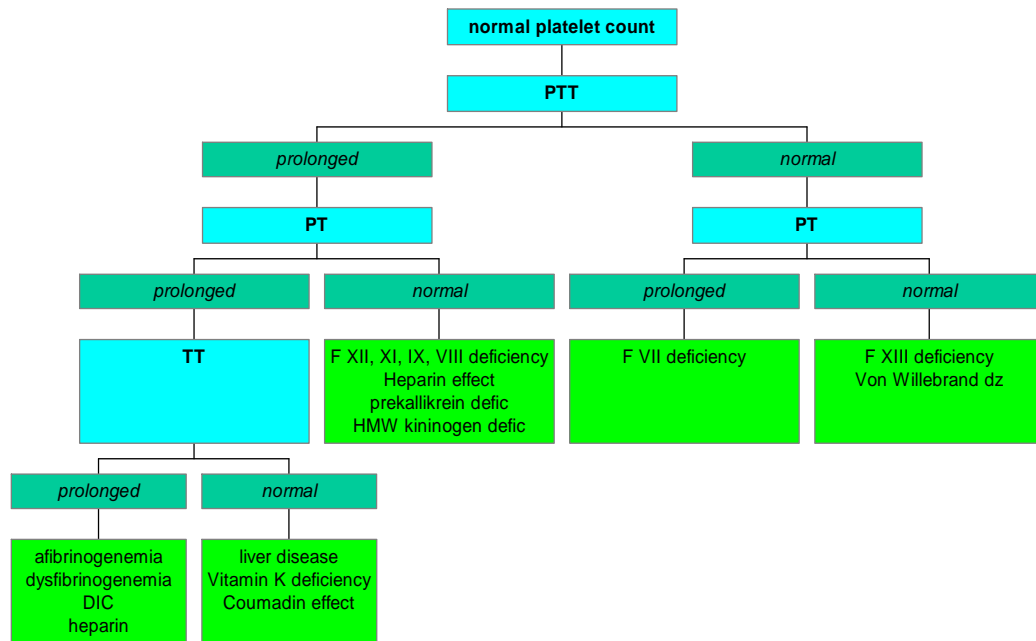 normal platelet count
PTT
prolonged
normal
PT
PT
prolonged
normal
prolonged
normal
TT
F XII, XI, IX, VIII deficiency
Heparin effect
prekallikrein defic
HMW kininogen defic
F VII deficiency
F XIII deficiency
Von Willebrand dz
prolonged
normal
afibrinogenemia
dysfibrinogenemia
DIC
heparin
liver disease
Vitamin K deficiency
Coumadin effect